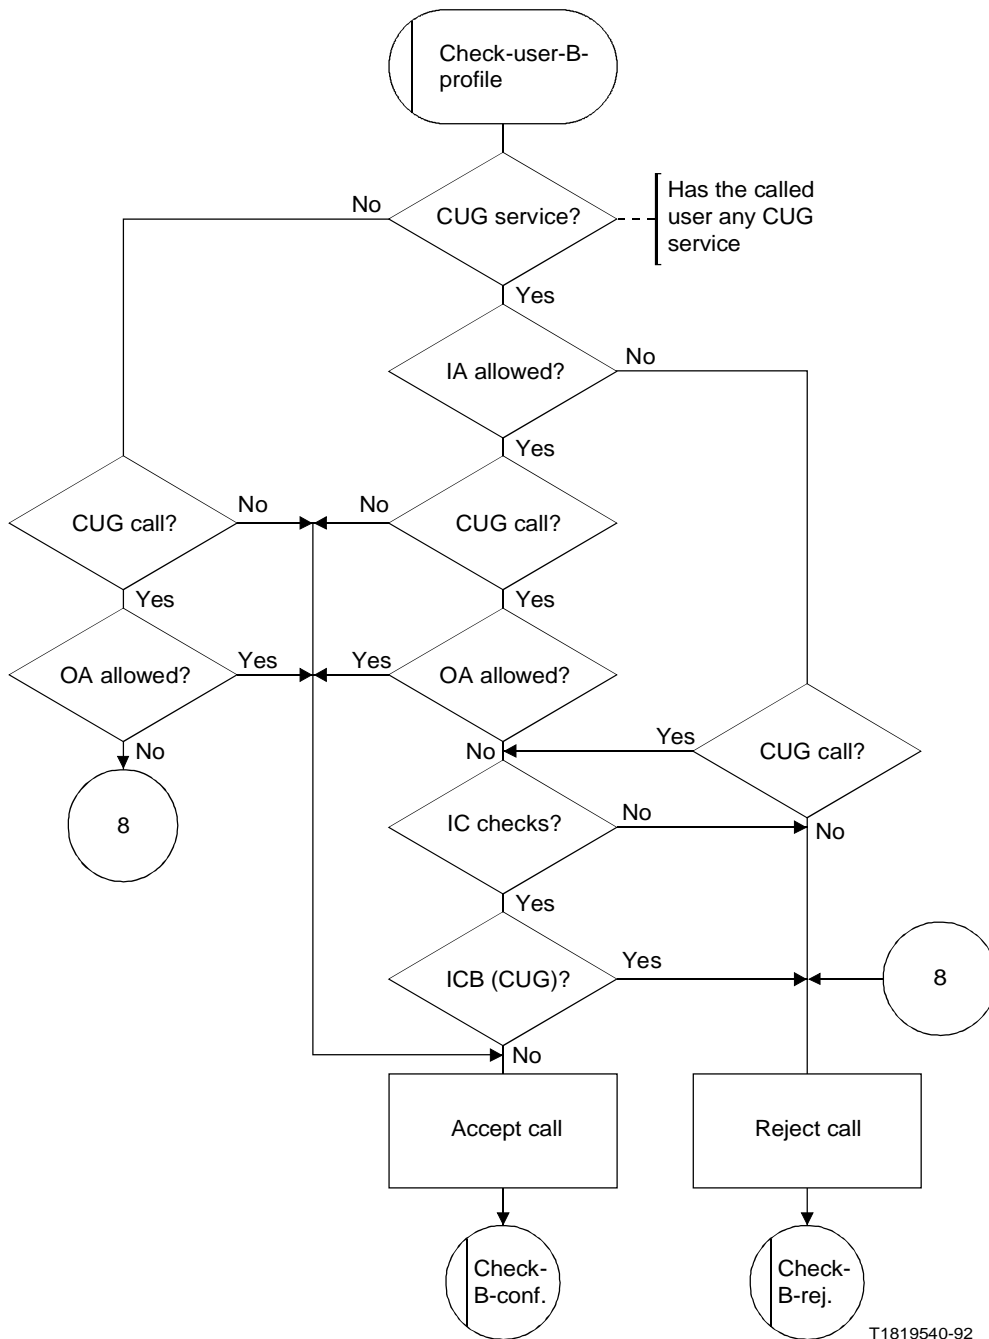 Check-user-B-
profile
No
CUG service?
Has the called
user any CUG
service
Yes
IA allowed?
No
Yes
CUG call?
No
No
CUG call?
Yes
Yes
OA allowed?
Yes
Yes
OA allowed?
No
No
Yes
CUG call?
8
IC checks?
No
No
Yes
ICB (CUG)?
Yes
8
No
Accept call
Reject call
Check-
B-conf.
Check-
B-rej.
T1819540-92